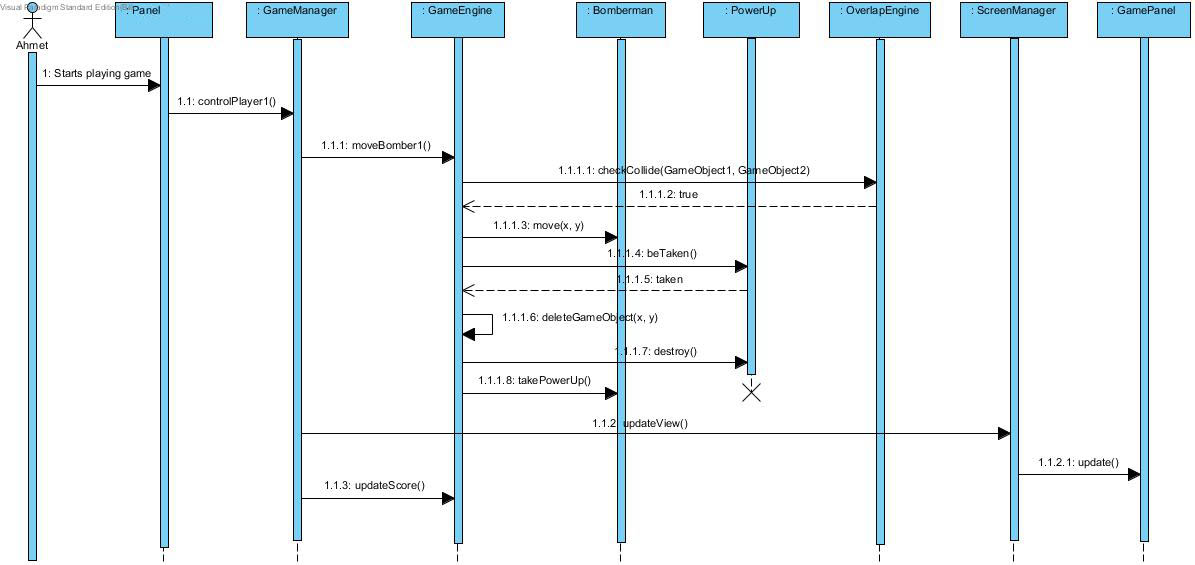 Visual Paradigm Standard Edition
: Panel
: GameManager
: GameEngine
: Bomberman
: PowerUp
: OverlapEngine
: ScreenManager
: GamePanel
Ahmet
1: Starts playing game
1.1: controlPlayer1()
1.1.1: moveBomber1()
1.1.1.1: checkCollide(GameObject1, GameObject2)
1.1.1.2: true
1.1.1.3: move(x, y)
1.1.1.4: beTaken()
1.1.1.5: taken
1.1.1.6: deleteGameObject(x, y)
1.1.1.7: destroy()
1.1.1.8: takePowerUp()
1.1.2: updateView()
1.1.2.1: update()
1.1.3: updateScore()